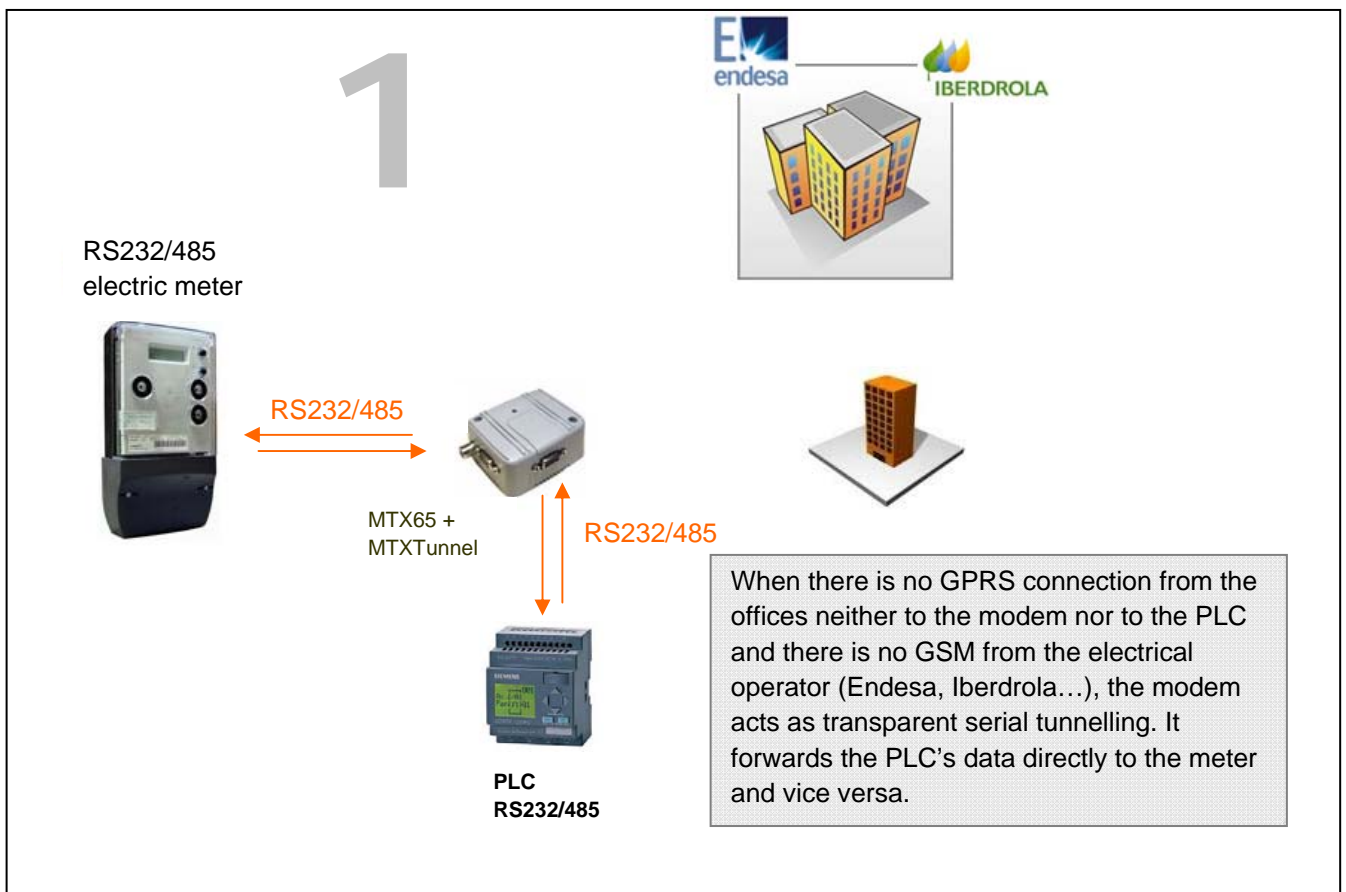 1
endesa
IBERDROLA
RS232/485
electric meter
RS232/485
MTX65 +
MTXTunnel
RS232/485
PLC
RS232/485
When there is no GPRS connection from the
offices neither to the modem nor to the PLC
and there is no GSM from the electrical
operator (Endesa, Iberdrola…), the modem
acts as transparent serial tunnelling. It
forwards the PLC’s data directly to the meter
and vice versa.
SIEMENS